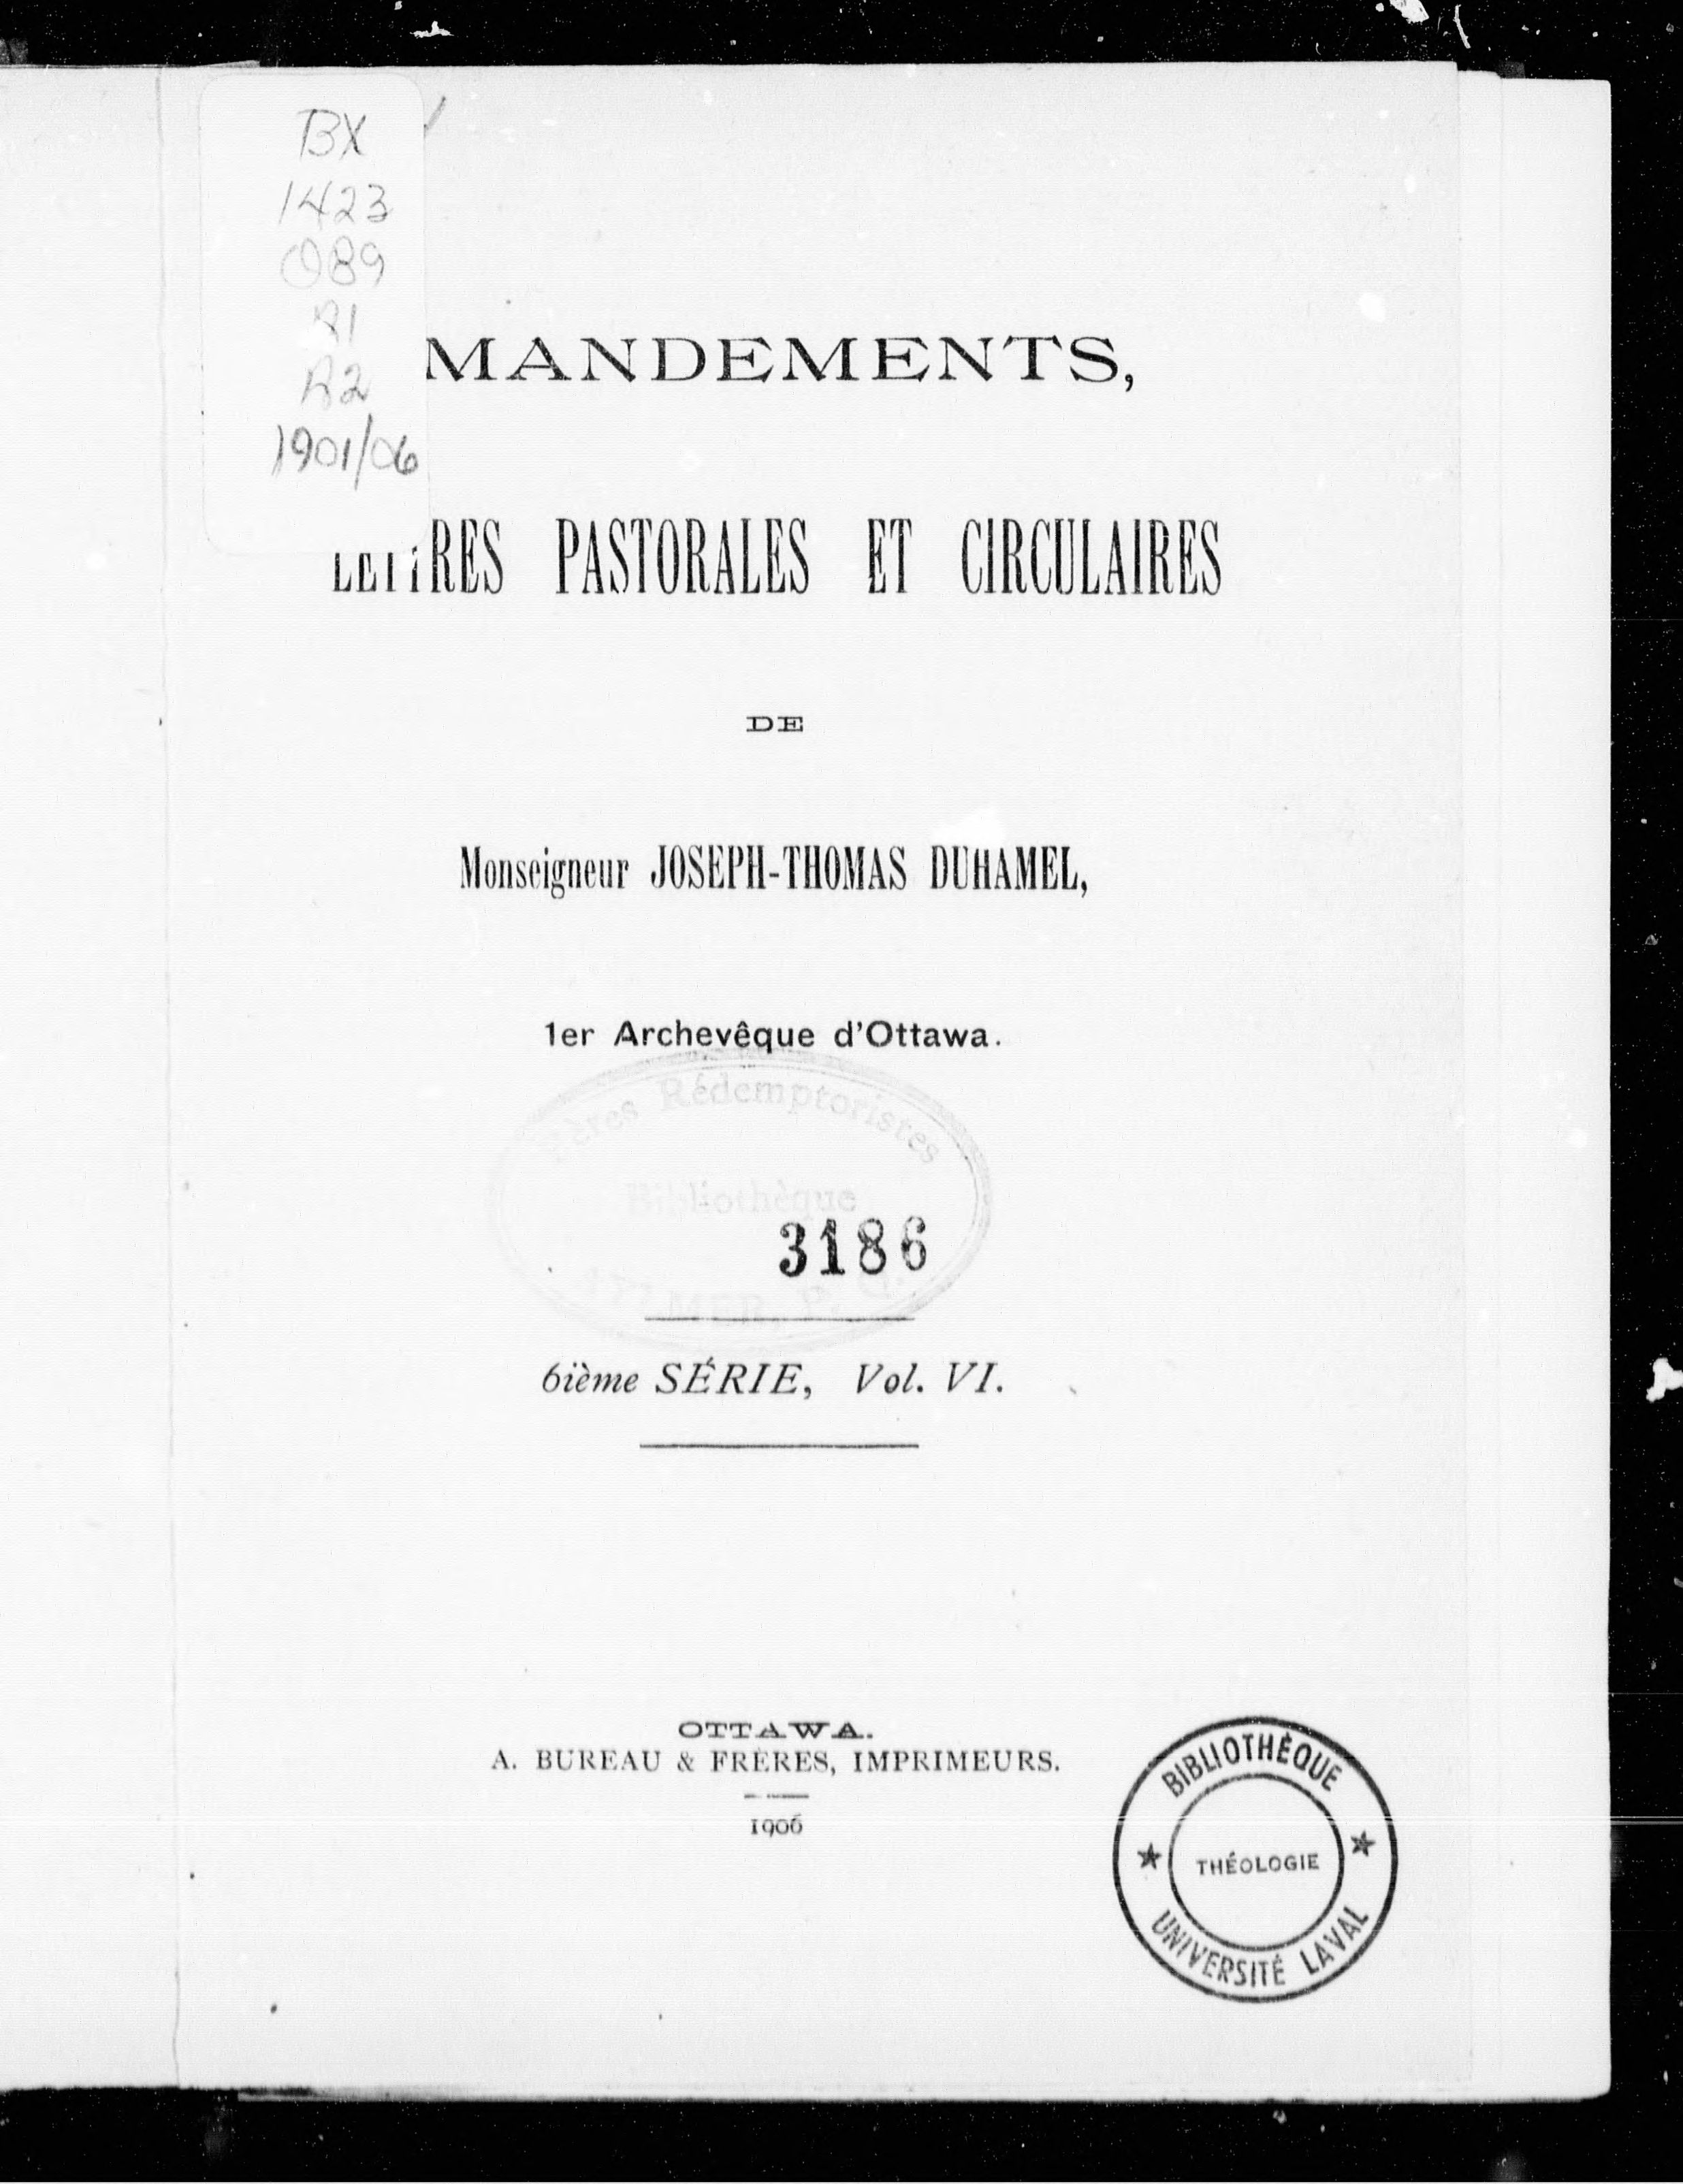 BX
1423
O89
A1
A2
1901/06
MANDEMENTS,
LETTRES PASTORALES ET CIRCULAIRES
DE
Monseigneur JOSEPH-THOMAS DUHAMEL,
1er Archevêque d'Ottawa.
Pères Rédemptoristes
Bibliothèque
3186
AYLMER, P. Q.
6ième SÉRIE, Vol. VI.
OTTAWA.
A. BUREAU & FRÈRES, IMPRIMEURS.
1906
BIBLIOTHÈQUE
THÉOLOGIE
UNIVERSITÉ LAVAL